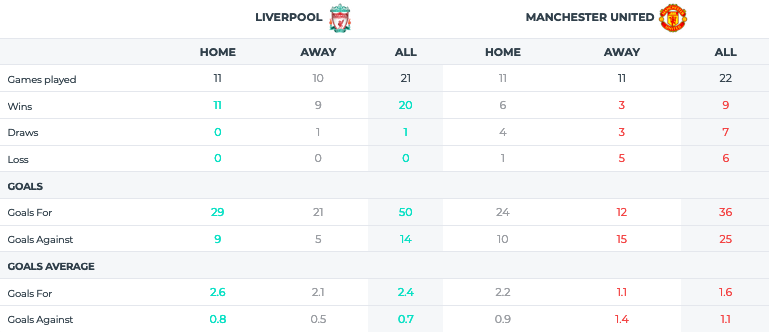 LIVERPOOL MANCHESTER UNITED
HOME AWAY ALL HOME AWAY ALL
Games played 11 10 21 11 11 22
Wins 11 9 20 6 3 9
Draws 0 1 1 4 3 7
Loss 0 0 0 1 5 6
GOALS
Goals For 29 21 50 24 12 36
Goals Against 9 5 14 10 15 25
GOALS AVERAGE
Goals For 2.6 2.1 2.4 2.2 1.1 1.6
Goals Against 0.8 0.5 0.7 0.9 1.4 1.1